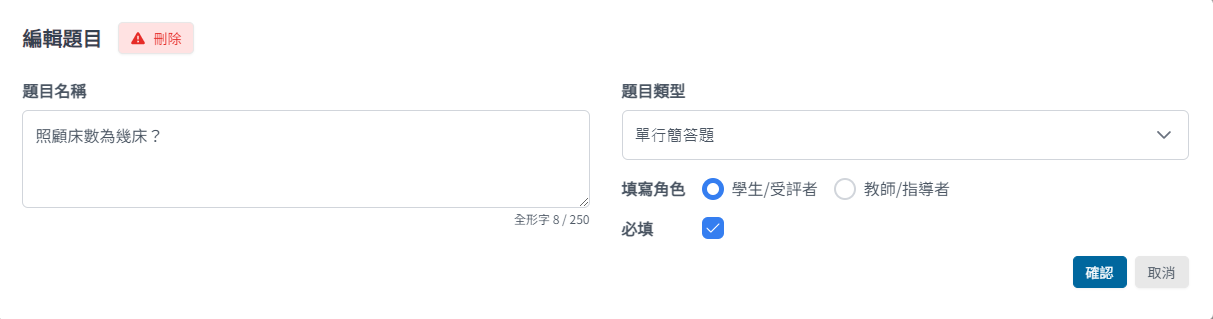 編輯題目 刪除
題目名稱
照顧床數為幾床？
全形字 8 / 250
題目類型
單行簡答題
填寫角色 學生/受評者 教師/指導者
必填
確認 取消